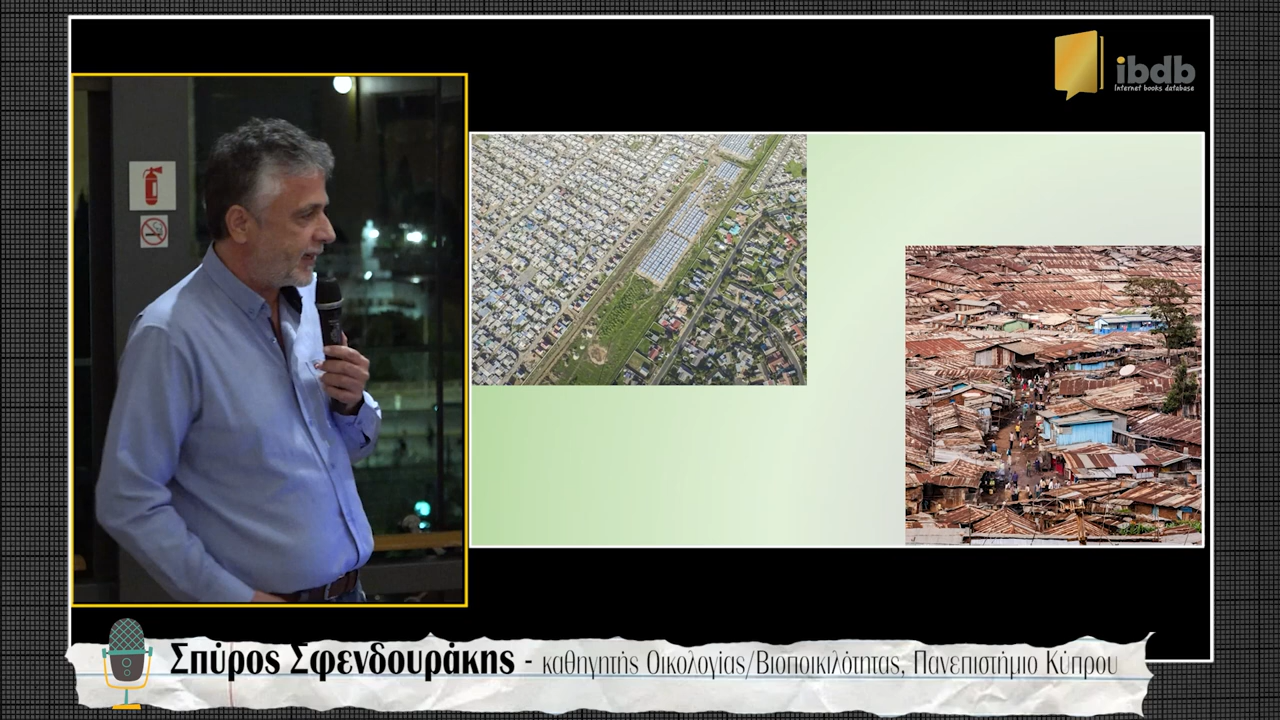 ibdb
Internet books database
Σπύρος Σφενδουράκης - καθηγητής Οικολογίας/Βιοποικιλότητας, Πανεπιστήμιο Κύπρου